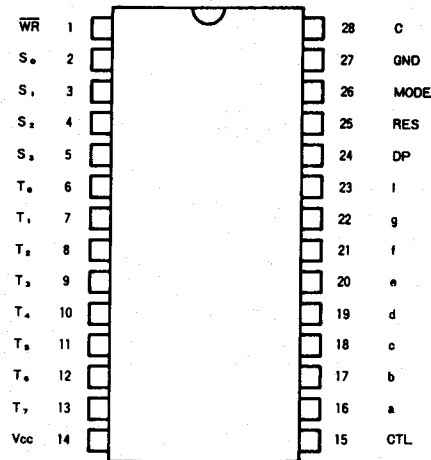 W̅R̅ 1 28 C
S₀ 2 27 GND
S₁ 3 26 MODE
S₂ 4 25 RES
S₃ 5 24 DP
T₀ 6 23 I
T₁ 7 22 g
T₂ 8 21 f
T₃ 9 20 e
T₄ 10 19 d
T₅ 11 18 c
T₆ 12 17 b
T₇ 13 16 a
Vcc 14 15 CTL